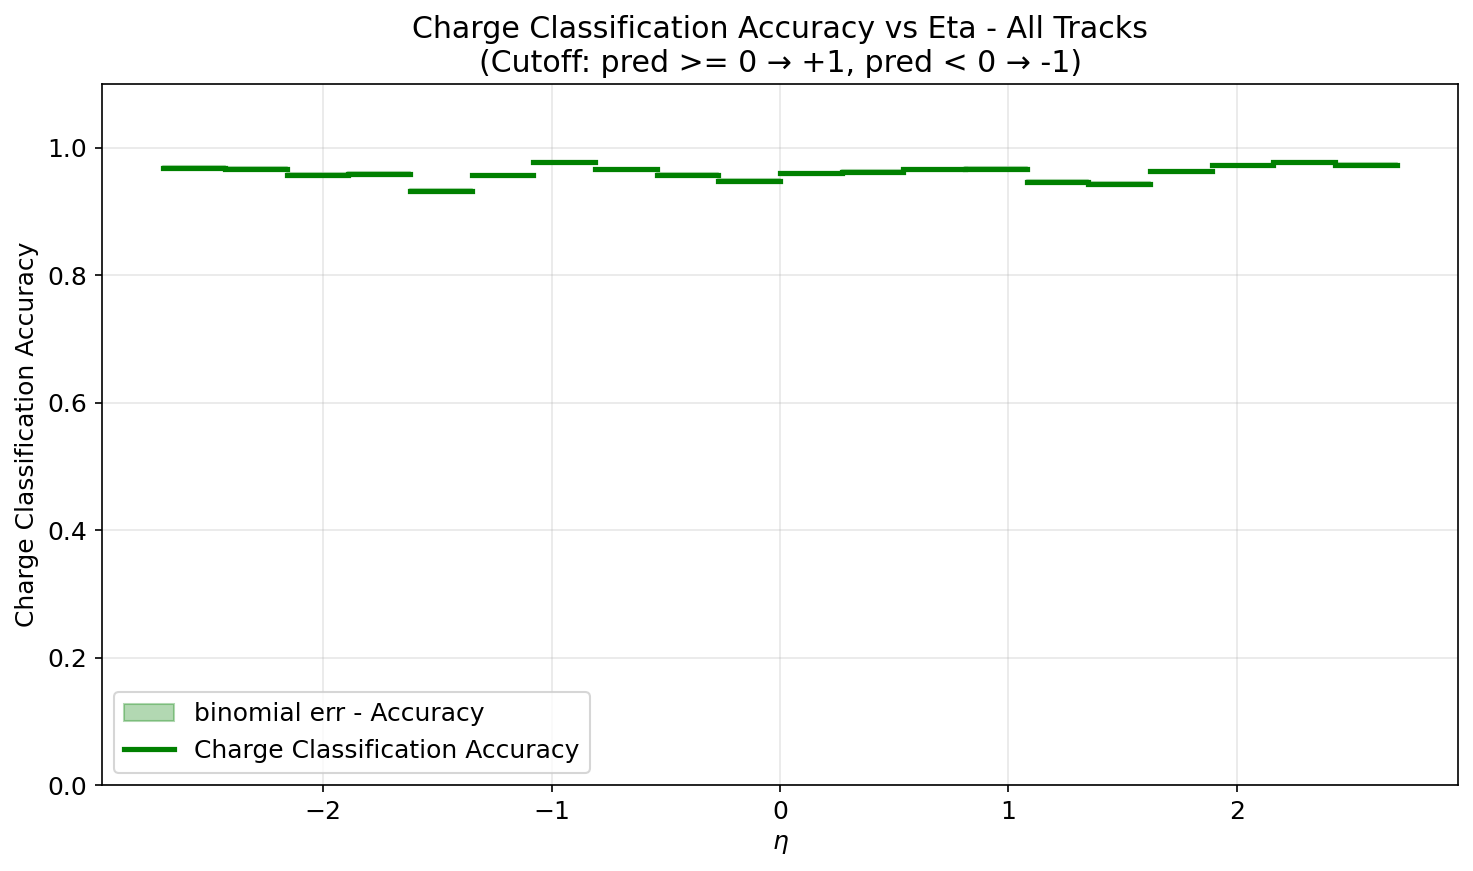 Charge Classification Accuracy vs Eta - All Tracks
(Cutoff: pred >= 0 → +1, pred < 0 → -1)
Charge Classification Accuracy
1.0
0.8
0.6
0.4
0.2
0.0
binomial err - Accuracy
Charge Classification Accuracy
−2
−1
0
1
2
η